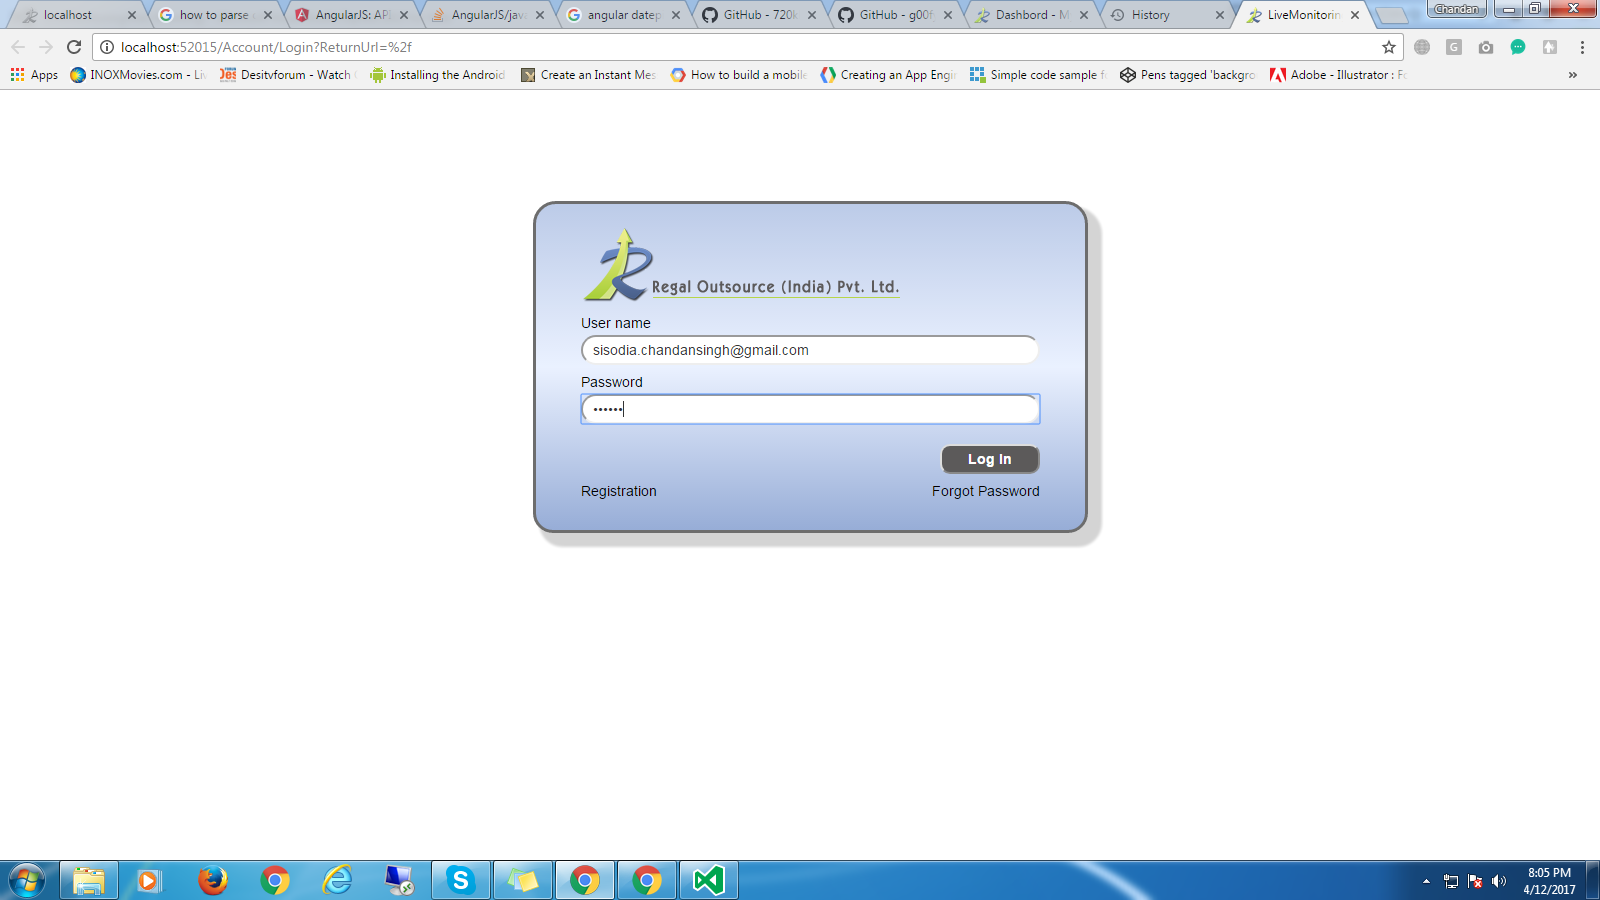 localhost
how to parse
AngularJS: AP
AngularJS/jav
angular datep
GitHub - 720k
GitHub - g00f
Dashbord - M
History
LiveMonitorin
Chandan
localhost:52015/Account/Login?ReturnUrl=%2f
Apps
INOXMovies.com - Liv
Desitvforum - Watch
Installing the Android
Create an Instant Mes
How to build a mobile
Creating an App Engi
Simple code sample f
Pens tagged 'backgro
Adobe - Illustrator : Fo
»
Regal Outsource (India) Pvt. Ltd.
User name
sisodia.chandansingh@gmail.com
Password
••••••
Log In
Registration
Forgot Password
8:05 PM
4/12/2017